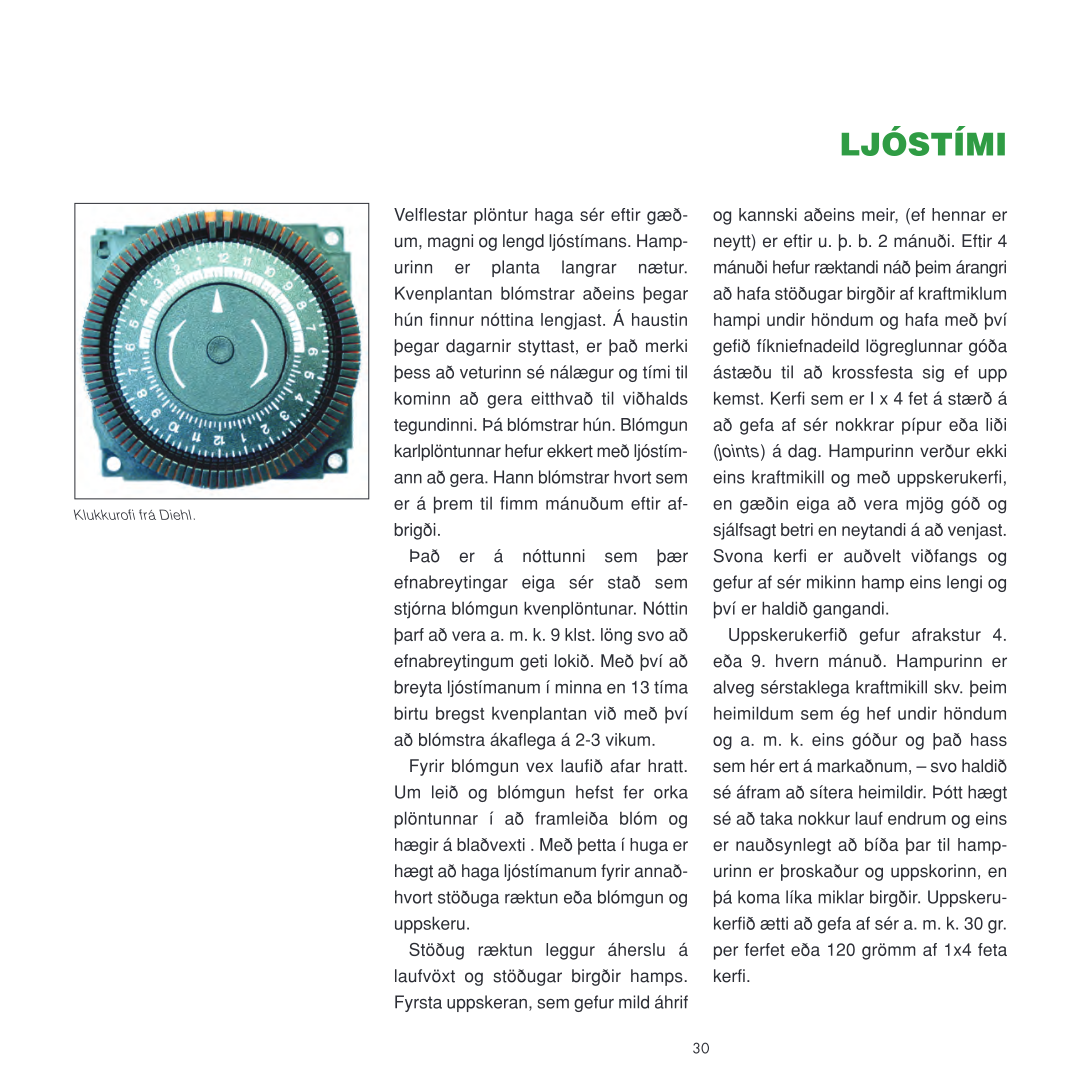 LJÓSTÍMI
Klukkurofi frá Diehl.
Velflestar plöntur haga sér eftir gæð-
um, magni og lengd ljóstímans. Hamp-
urinn er planta langrar nætur.
Kvenplantan blómstrar aðeins þegar
hún finnur nóttina lengjast. Á haustin
þegar dagarnir styttast, er það merki
þess að veturinn sé nálægur og tími til
kominn að gera eitthvað til viðhalds
tegundinni. Þá blómstrar hún. Blómgun
karlplöntunnar hefur ekkert með ljóstím-
ann að gera. Hann blómstrar hvort sem
er á þrem til fimm mánuðum eftir af-
brigði.
Það er á nóttunni sem þær
efnabreytingar eiga sér stað sem
stjórna blómgun kvenplöntunar. Nóttin
þarf að vera a. m. k. 9 klst. löng svo að
efnabreytingum geti lokið. Með því að
breyta ljóstímanum í minna en 13 tíma
birtu bregst kvenplantan við með því
að blómstra ákaflega á 2-3 vikum.
Fyrir blómgun vex laufið afar hratt.
Um leið og blómgun hefst fer orka
plöntunnar í að framleiða blóm og
hægir á blaðvexti . Með þetta í huga er
hægt að haga ljóstímanum fyrir annað-
hvort stöðuga ræktun eða blómgun og
uppskeru.
Stöðug ræktun leggur áherslu á
laufvöxt og stöðugar birgðir hamps.
Fyrsta uppskeran, sem gefur mild áhrif
og kannski aðeins meir, (ef hennar er
neytt) er eftir u. þ. b. 2 mánuði. Eftir 4
mánuði hefur ræktandi náð þeim árangri
að hafa stöðugar birgðir af kraftmiklum
hampi undir höndum og hafa með því
gefið fíkniefnadeild lögreglunnar góða
ástæðu til að krossfesta sig ef upp
kemst. Kerfi sem er I x 4 fet á stærð á
að gefa af sér nokkrar pípur eða liði
(joints) á dag. Hampurinn verður ekki
eins kraftmikill og með uppskerukerfi,
en gæðin eiga að vera mjög góð og
sjálfsagt betri en neytandi á að venjast.
Svona kerfi er auðvelt viðfangs og
gefur af sér mikinn hamp eins lengi og
því er haldið gangandi.
Uppskerukerfið gefur afrakstur 4.
eða 9. hvern mánuð. Hampurinn er
alveg sérstaklega kraftmikill skv. þeim
heimildum sem ég hef undir höndum
og a. m. k. eins góður og það hass
sem hér ert á markaðnum, – svo haldið
sé áfram að sítera heimildir. Þótt hægt
sé að taka nokkur lauf endrum og eins
er nauðsynlegt að bíða þar til hamp-
urinn er þroskaður og uppskorinn, en
þá koma líka miklar birgðir. Uppskeru-
kerfið ætti að gefa af sér a. m. k. 30 gr.
per ferfet eða 120 grömm af 1x4 feta
kerfi.
30